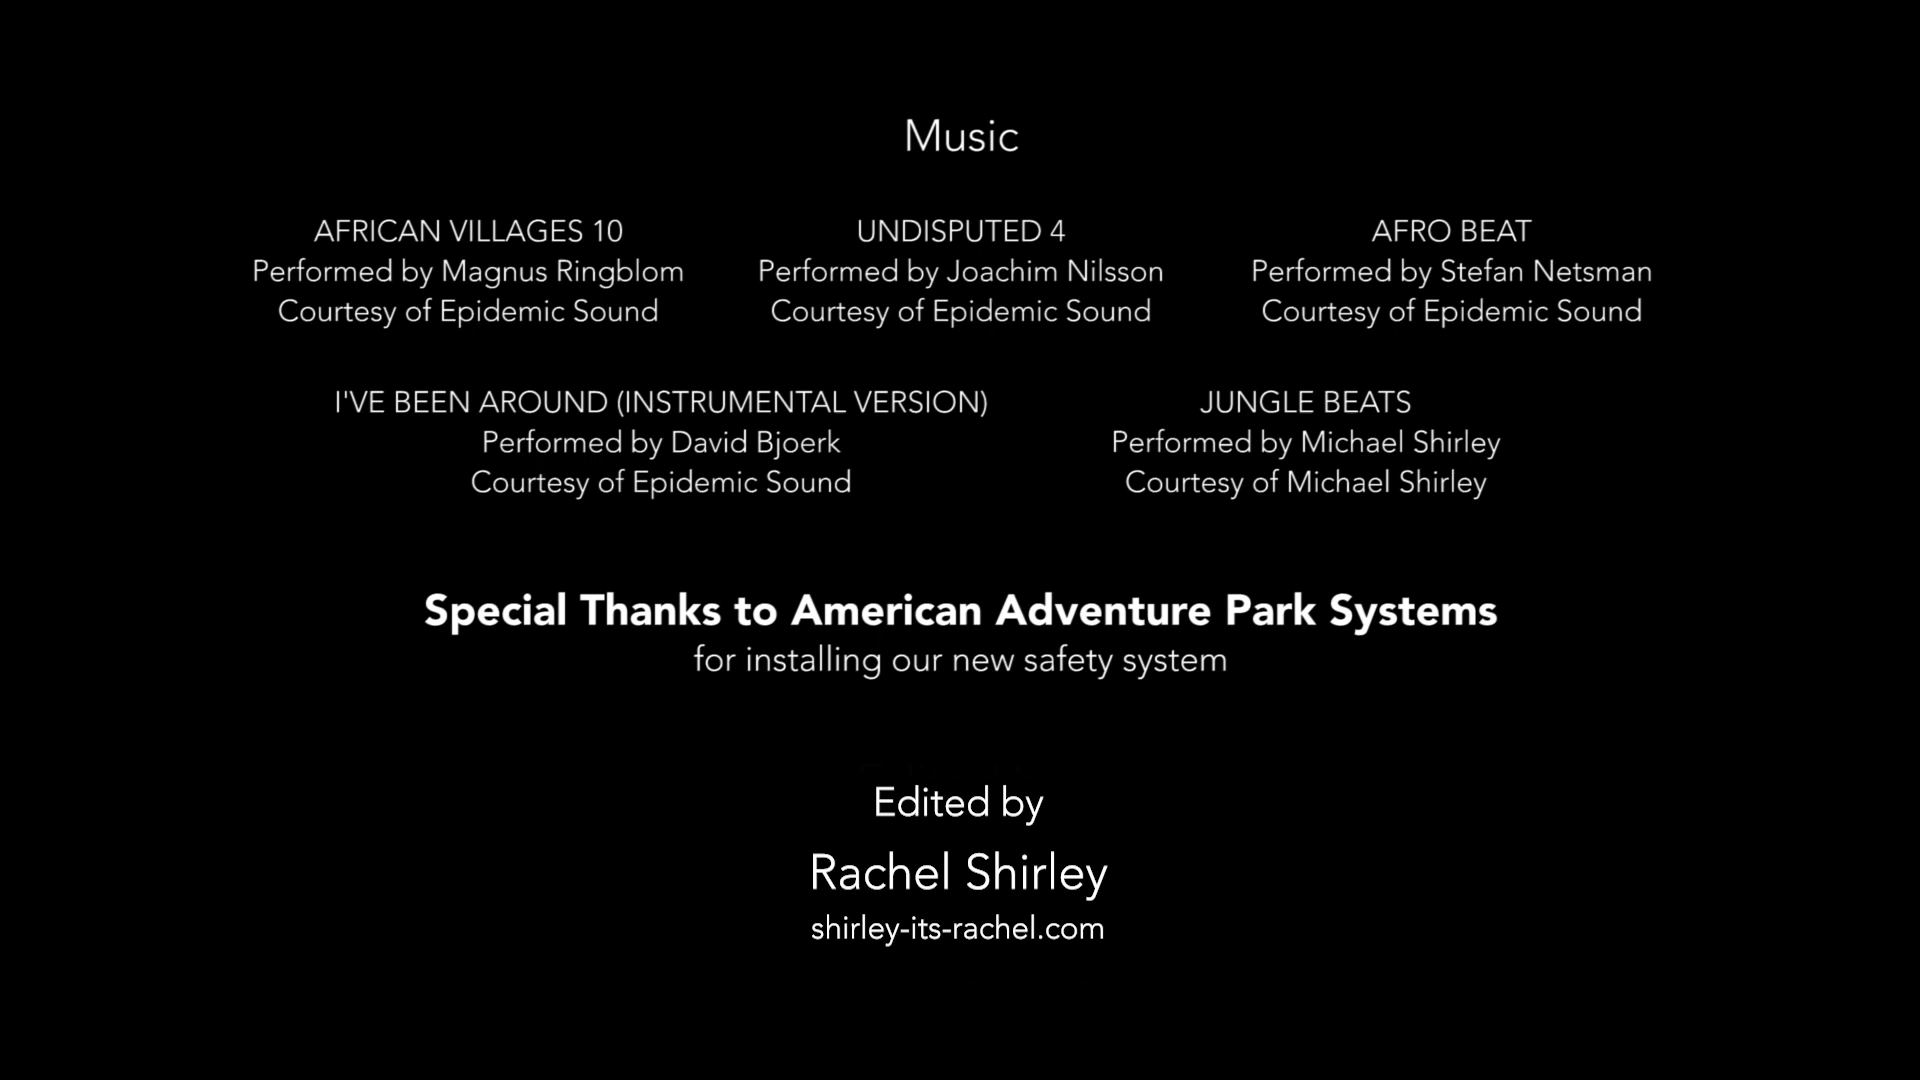 Music
AFRICAN VILLAGES 10
Performed by Magnus Ringblom
Courtesy of Epidemic Sound
UNDISPUTED 4
Performed by Joachim Nilsson
Courtesy of Epidemic Sound
AFRO BEAT
Performed by Stefan Netsman
Courtesy of Epidemic Sound
I'VE BEEN AROUND (INSTRUMENTAL VERSION)
Performed by David Bjoerk
Courtesy of Epidemic Sound
JUNGLE BEATS
Performed by Michael Shirley
Courtesy of Michael Shirley
Special Thanks to American Adventure Park Systems
for installing our new safety system
Edited by
Rachel Shirley
shirley-its-rachel.com